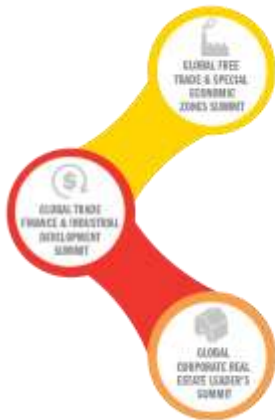 GLOBAL FREE
TRADE & SPECIAL
ECONOMIC
ZONES SUMMIT
$
GLOBAL TRADE
FINANCE & INDUSTRIAL
DEVELOPMENT
SUMMIT
GLOBAL
CORPORATE REAL
ESTATE LEADER'S
SUMMIT